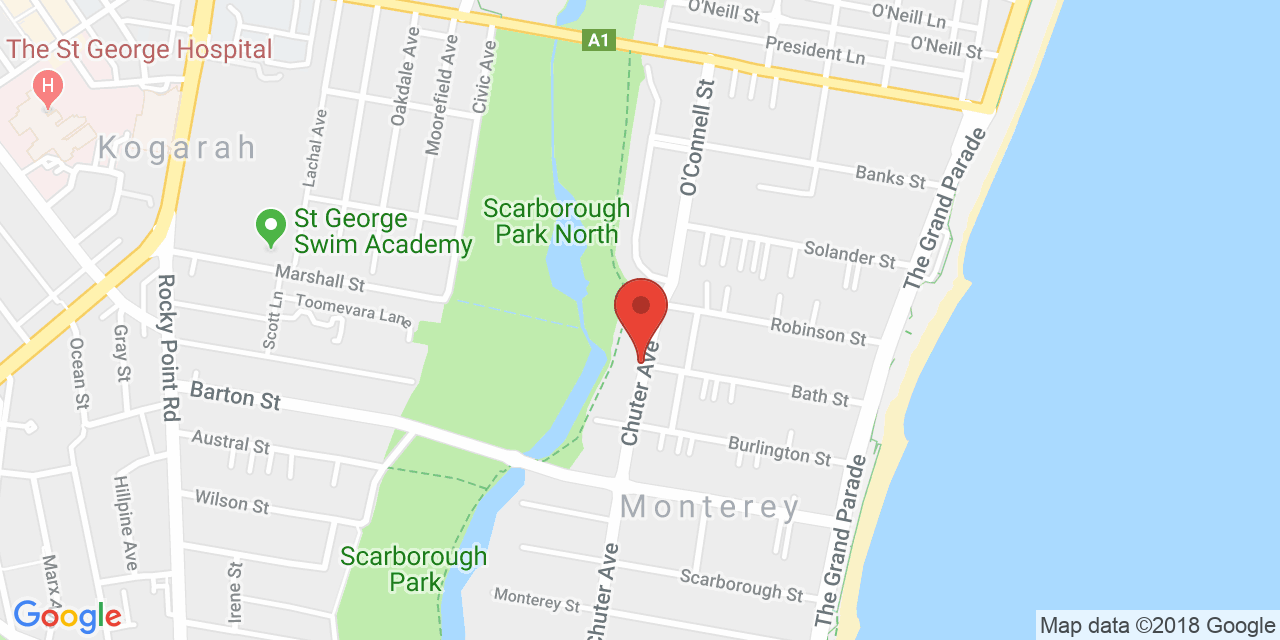 O'Neill St
O'Neill Ln
President Ln
O'Neill St
A1
The St George Hospital
H
Kogarah
Lachal Ave
Oakdale Ave
Moorefield Ave
Civic Ave
O'Connell St
Banks St
The Grand Parade
Scarborough
Park North
St George
Swim Academy
Solander St
Marshall St
Toomevara Lane
Scott Ln
Rocky Point Rd
Robinson St
Gray St
Ocean St
Chuter Ave
Bath St
Barton St
Austral St
Burlington St
Hillpine Ave
Wilson St
Monterey
The Grand Parade
Scarborough
Park
Chuter Ave
Scarborough St
Monterey St
Irene St
Marx A
Google
Map data ©2018 Google